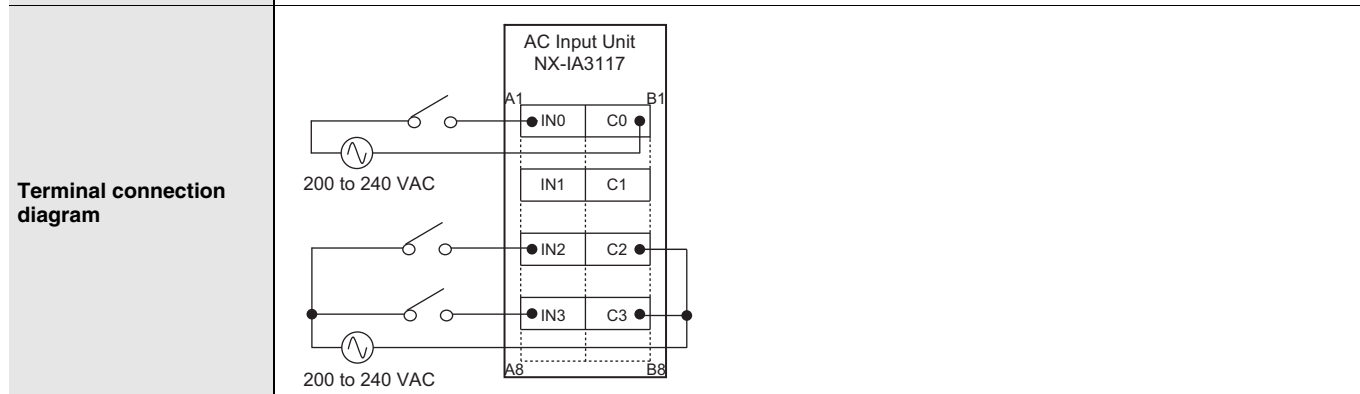 Terminal connection
diagram
AC Input Unit
NX-IA3117
A1
B1
IN0
C0
200 to 240 VAC
IN1
C1
IN2
C2
IN3
C3
A8
B8
200 to 240 VAC